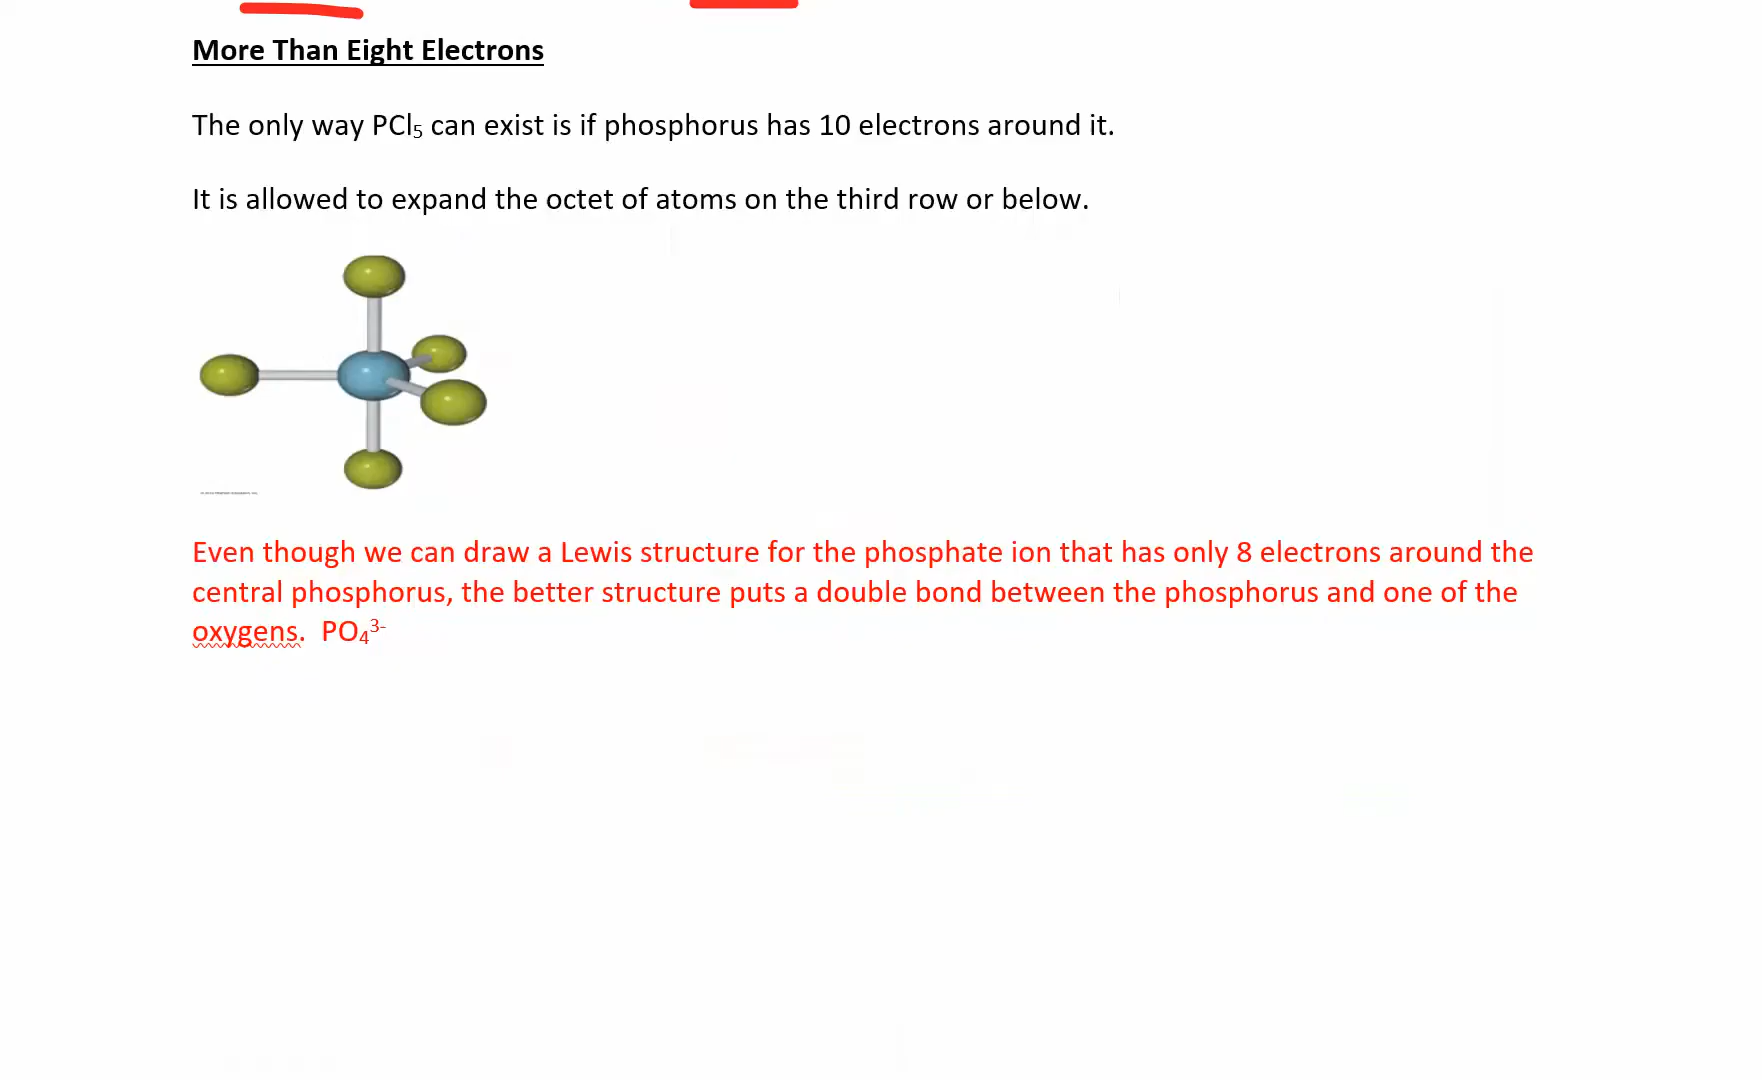 More Than Eight Electrons
The only way PCl₅ can exist is if phosphorus has 10 electrons around it.
It is allowed to expand the octet of atoms on the third row or below.
Even though we can draw a Lewis structure for the phosphate ion that has only 8 electrons around the
central phosphorus, the better structure puts a double bond between the phosphorus and one of the
oxygens. PO₄³⁻